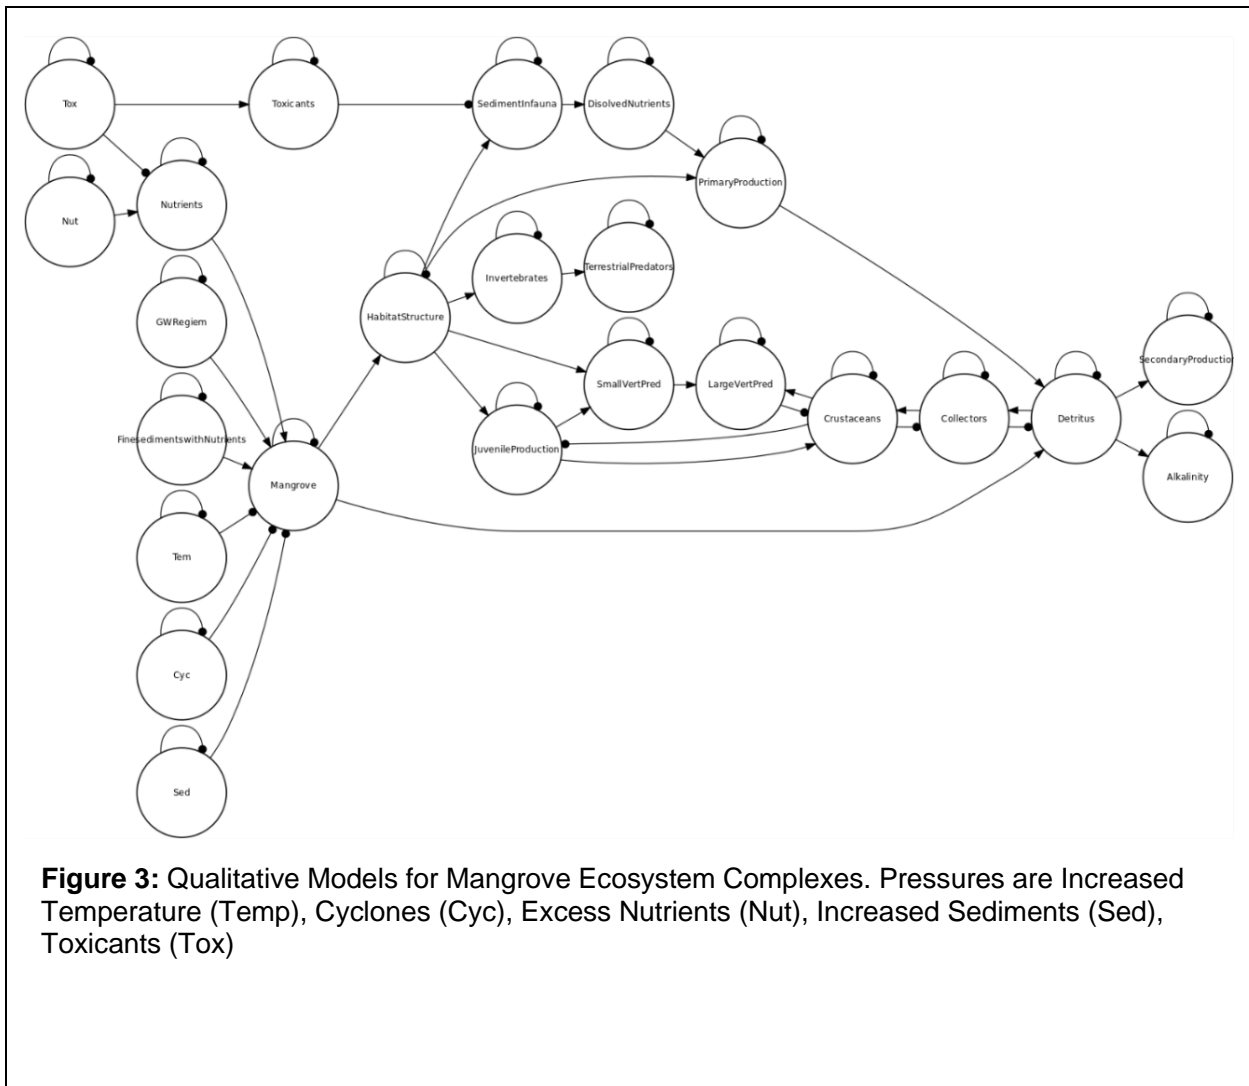 Tox
Toxicants
SedimentInfauna
DisolvedNutrients
PrimaryProduction
Nutrients
Nut
Invertebrates
TerrestrialPredators
GWRegiem
HabitatStructure
SecondaryProduction
SmallVertPred
LargeVertPred
Crustaceans
Collectors
Detritus
FinesedimentswithNutrients
JuvenileProduction
Alkalinity
Mangrove
Tem
Cyc
Sed
Figure 3: Qualitative Models for Mangrove Ecosystem Complexes. Pressures are Increased
Temperature (Temp), Cyclones (Cyc), Excess Nutrients (Nut), Increased Sediments (Sed),
Toxicants (Tox)